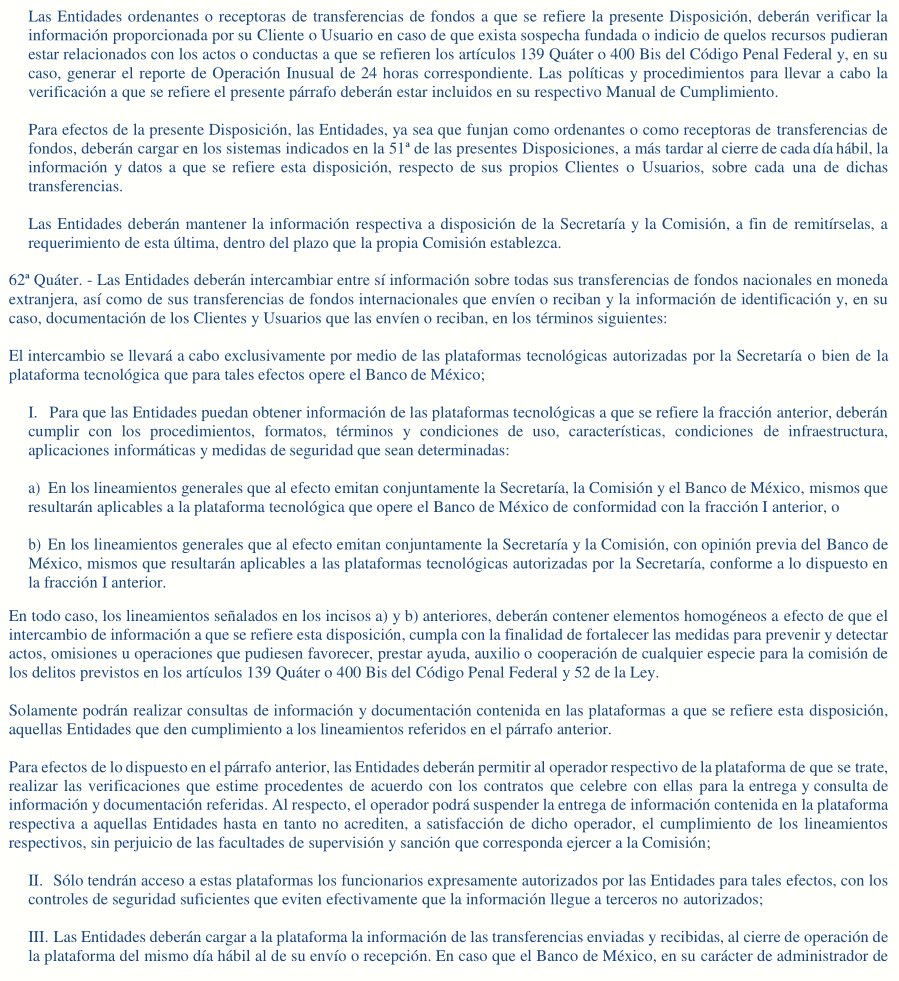 Las Entidades ordenantes o receptoras de transferencias de fondos a que se refiere la presente Disposición, deberán verificar la
información proporcionada por su Cliente o Usuario en caso de que exista sospecha fundada o indicio de quelos recursos pudieran
estar relacionados con los actos o conductas a que se refieren los artículos 139 Quáter o 400 Bis del Código Penal Federal y, en su
caso, generar el reporte de Operación Inusual de 24 horas correspondiente. Las políticas y procedimientos para llevar a cabo la
verificación a que se refiere el presente párrafo deberán estar incluidos en su respectivo Manual de Cumplimiento.
Para efectos de la presente Disposición, las Entidades, ya sea que funjan como ordenantes o como receptoras de transferencias de
fondos, deberán cargar en los sistemas indicados en la 51ª de las presentes Disposiciones, a más tardar al cierre de cada día hábil, la
información y datos a que se refiere esta disposición, respecto de sus propios Clientes o Usuarios, sobre cada una de dichas
transferencias.
Las Entidades deberán mantener la información respectiva a disposición de la Secretaría y la Comisión, a fin de remitírselas, a
requerimiento de esta última, dentro del plazo que la propia Comisión establezca.
62ª Quáter. - Las Entidades deberán intercambiar entre sí información sobre todas sus transferencias de fondos nacionales en moneda
extranjera, así como de sus transferencias de fondos internacionales que envíen o reciban y la información de identificación y, en su
caso, documentación de los Clientes y Usuarios que las envíen o reciban, en los términos siguientes:
El intercambio se llevará a cabo exclusivamente por medio de las plataformas tecnológicas autorizadas por la Secretaría o bien de la
plataforma tecnológica que para tales efectos opere el Banco de México;
I. Para que las Entidades puedan obtener información de las plataformas tecnológicas a que se refiere la fracción anterior, deberán
cumplir con los procedimientos, formatos, términos y condiciones de uso, características, condiciones de infraestructura,
aplicaciones informáticas y medidas de seguridad que sean determinadas:
a) En los lineamientos generales que al efecto emitan conjuntamente la Secretaría, la Comisión y el Banco de México, mismos que
resultarán aplicables a la plataforma tecnológica que opere el Banco de México de conformidad con la fracción I anterior, o
b) En los lineamientos generales que al efecto emitan conjuntamente la Secretaría y la Comisión, con opinión previa del Banco de
México, mismos que resultarán aplicables a las plataformas tecnológicas autorizadas por la Secretaría, conforme a lo dispuesto en
la fracción I anterior.
En todo caso, los lineamientos señalados en los incisos a) y b) anteriores, deberán contener elementos homogéneos a efecto de que el
intercambio de información a que se refiere esta disposición, cumpla con la finalidad de fortalecer las medidas para prevenir y detectar
actos, omisiones u operaciones que pudiesen favorecer, prestar ayuda, auxilio o cooperación de cualquier especie para la comisión de
los delitos previstos en los artículos 139 Quáter o 400 Bis del Código Penal Federal y 52 de la Ley.
Solamente podrán realizar consultas de información y documentación contenida en las plataformas a que se refiere esta disposición,
aquellas Entidades que den cumplimiento a los lineamientos referidos en el párrafo anterior.
Para efectos de lo dispuesto en el párrafo anterior, las Entidades deberán permitir al operador respectivo de la plataforma de que se trate,
realizar las verificaciones que estime procedentes de acuerdo con los contratos que celebre con ellas para la entrega y consulta de
información y documentación referidas. Al respecto, el operador podrá suspender la entrega de información contenida en la plataforma
respectiva a aquellas Entidades hasta en tanto no acrediten, a satisfacción de dicho operador, el cumplimiento de los lineamientos
respectivos, sin perjuicio de las facultades de supervisión y sanción que corresponda ejercer a la Comisión;
II. Sólo tendrán acceso a estas plataformas los funcionarios expresamente autorizados por las Entidades para tales efectos, con los
controles de seguridad suficientes que eviten efectivamente que la información llegue a terceros no autorizados;
III. Las Entidades deberán cargar a la plataforma la información de las transferencias enviadas y recibidas, al cierre de operación de
la plataforma del mismo día hábil al de su envío o recepción. En caso que el Banco de México, en su carácter de administrador de